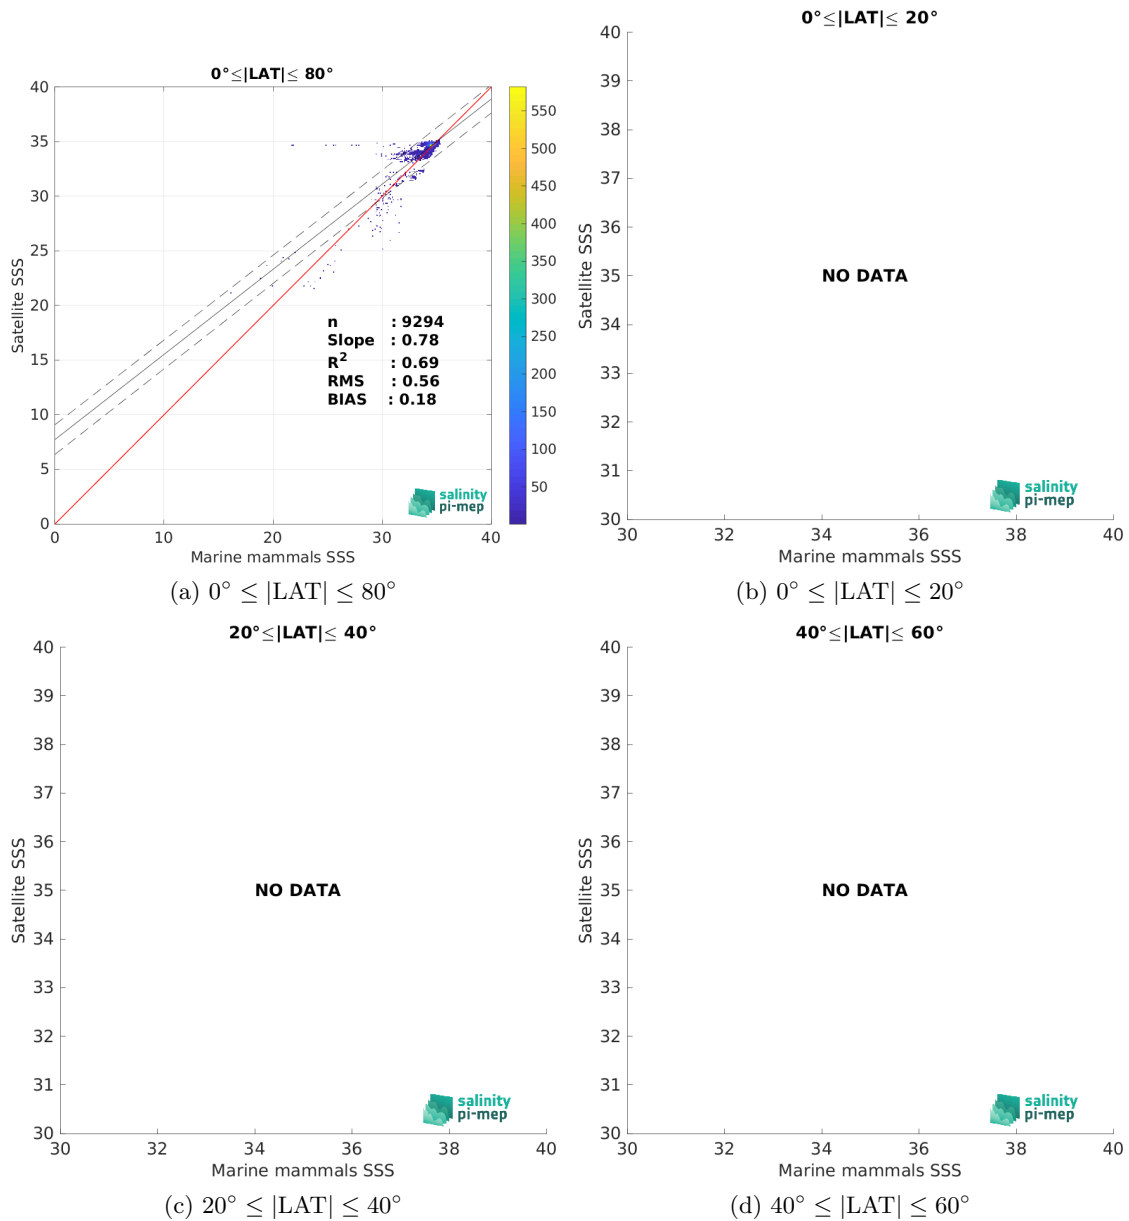 0°≤|LAT|≤ 80°
40
35
30
25
20
15
10
5
0
0
10
20
30
40
Satellite SSS
Marine mammals SSS
n : 9294
Slope : 0.78
R2 : 0.69
RMS : 0.56
BIAS : 0.18
550
500
450
400
350
300
250
200
150
100
50
salinity
pi-mep
(a) 0° ≤ |LAT| ≤ 80°
0°≤|LAT|≤ 20°
40
39
38
37
36
35
34
33
32
31
30
30
32
34
36
38
40
Satellite SSS
NO DATA
Marine mammals SSS
salinity
pi-mep
(b) 0° ≤ |LAT| ≤ 20°
20°≤|LAT|≤ 40°
40
39
38
37
36
35
34
33
32
31
30
30
32
34
36
38
40
Satellite SSS
NO DATA
Marine mammals SSS
salinity
pi-mep
(c) 20° ≤ |LAT| ≤ 40°
40°≤|LAT|≤ 60°
40
39
38
37
36
35
34
33
32
31
30
30
32
34
36
38
40
Satellite SSS
NO DATA
Marine mammals SSS
salinity
pi-mep
(d) 40° ≤ |LAT| ≤ 60°